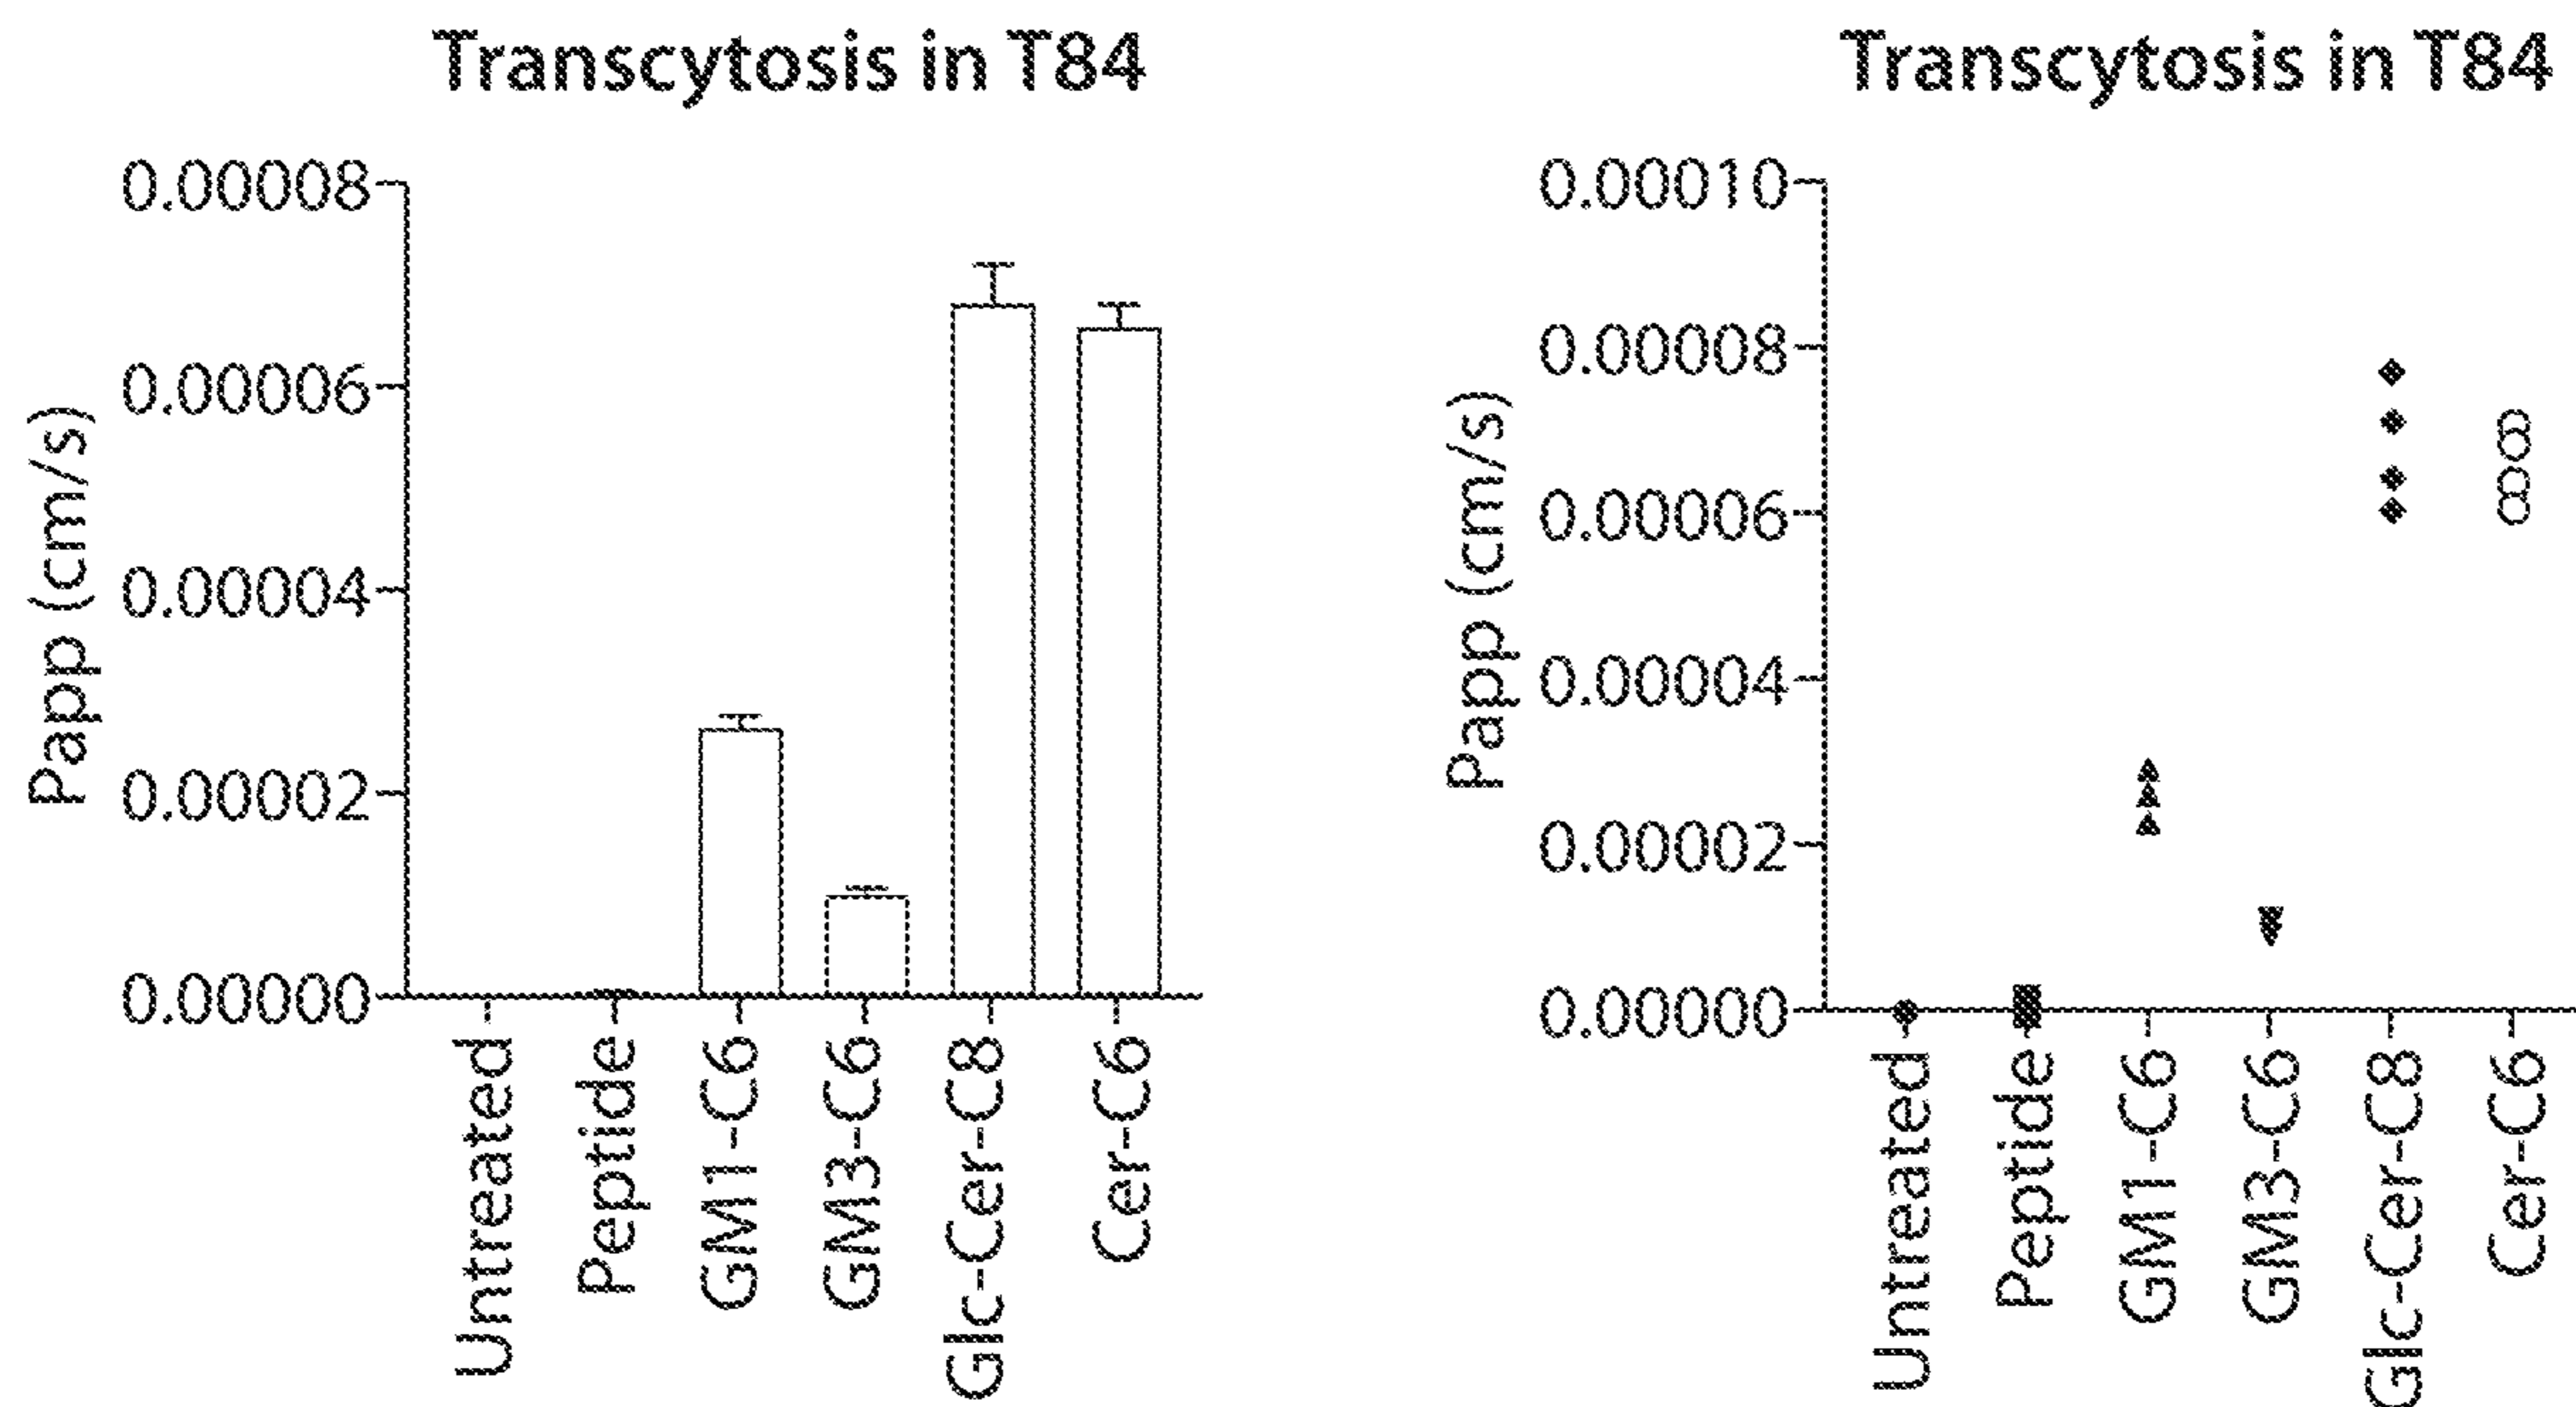 Transcytosis in T84
Papp (cm/s)
0.00008
0.00006
0.00004
0.00002
0.00000
Untreated
Peptide
GM1-C6
GM3-C6
Glc-Cer-C8
Cer-C6
Transcytosis in T84
Papp (cm/s)
0.00010
0.00008
0.00006
0.00004
0.00002
0.00000
Untreated
Peptide
GM1-C6
GM3-C6
Glc-Cer-C8
Cer-C6